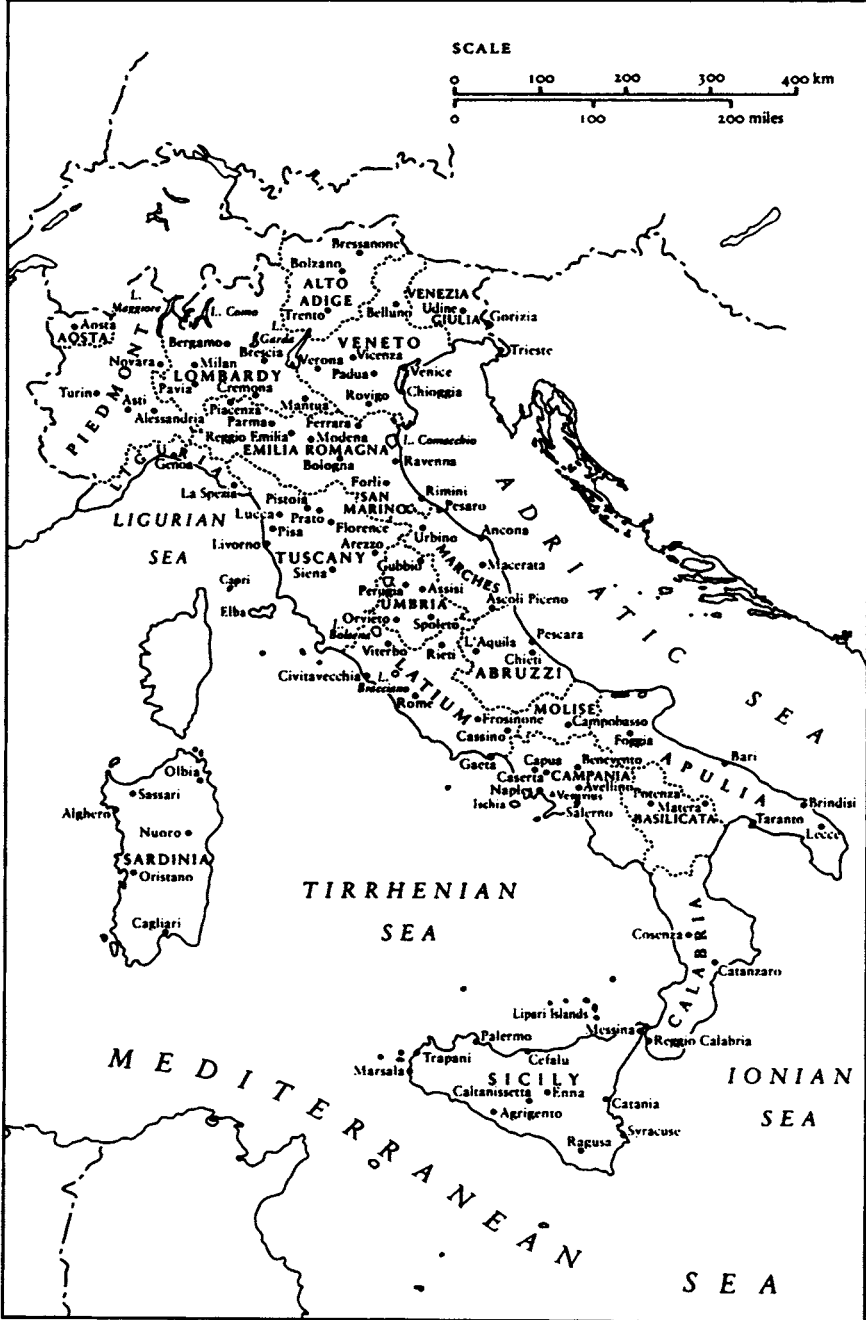 SCALE
0 100 200 300 400 km
0 100 200 miles
Bressanone
Bolzano
ALTO
ADIGE
Trento
Belluno
VENEZIA
Udine
GIULIA
Gorizia
Trieste
L.
Maggiore
L. Como
L.
Garda
Aosta
AOSTA
PIEDMONT
Bergamo
Brescia
VENETO
Verona
Vicenza
Padua
Venice
Chioggia
Novara
Milan
LOMBARDY
Pavia
Cremona
Mantua
Rovigo
Turin
Asti
Alessandria
Piacenza
Parma
Ferrara
Reggio Emilia
Modena
L. Comacchio
EMILIA ROMAGNA
Bologna
Ravenna
LIGURIA
Genoa
La Spezia
Forli
SAN
MARINO
Rimini
Pesaro
Pistoia
Lucca
Prato
Florence
Pisa
Urbino
Ancona
LIGURIAN
SEA
Livorno
Arezzo
TUSCANY
Siena
Gubbio
MARCHES
Macerata
Perugia
Assisi
UMBRIA
Ascoli Piceno
Capri
Elba
Orvieto
Spoleto
L.
Bolsena
Viterbo
Rieti
L'Aquila
Pescara
Chieti
ABRUZZI
Civitavecchia
L.
Bracciano
LATIUM
Rome
MOLISE
Frosinone
Campobasso
Cassino
Foggia
Gaeta
Capua
Benevento
Caserta
CAMPANIA
Naples
Vesuvius
Avellino
Ischia
Salerno
APULIA
Bari
Potenza
Matera
BASILICATA
Taranto
Brindisi
Lecce
ADRIATIC SEA
Olbia
Sassari
Alghero
Nuoro
SARDINIA
Oristano
Cagliari
TIRRHENIAN
SEA
Cosenza
CALABRIA
Catanzaro
Lipari Islands
Messina
Reggio Calabria
Palermo
Trapani
Cefalu
Marsala
SICILY
Caltanissetta
Enna
Catania
Agrigento
Syracuse
Ragusa
IONIAN
SEA
MEDITERRANEAN
SEA